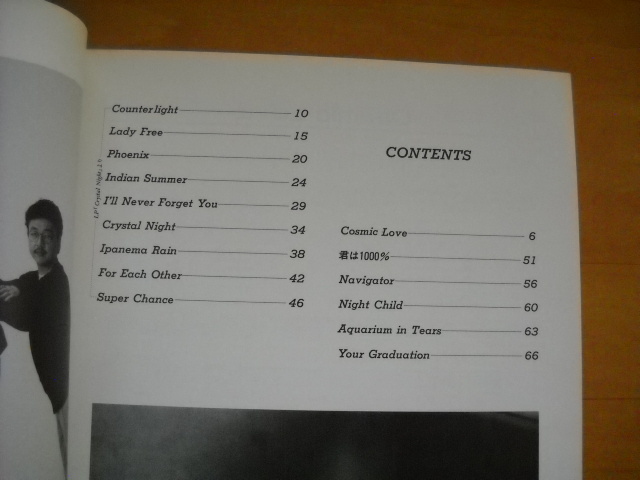 Counterlight 10
Lady Free 15
Phoenix 20
Indian Summer 24
I'll Never Forget You 29
Crystal Night 34
Ipanema Rain 38
For Each Other 42
Super Chance 46
CONTENTS
Cosmic Love 6
君は1000% 51
Navigator 56
Night Child 60
Aquarium in Tears 63
Your Graduation 66